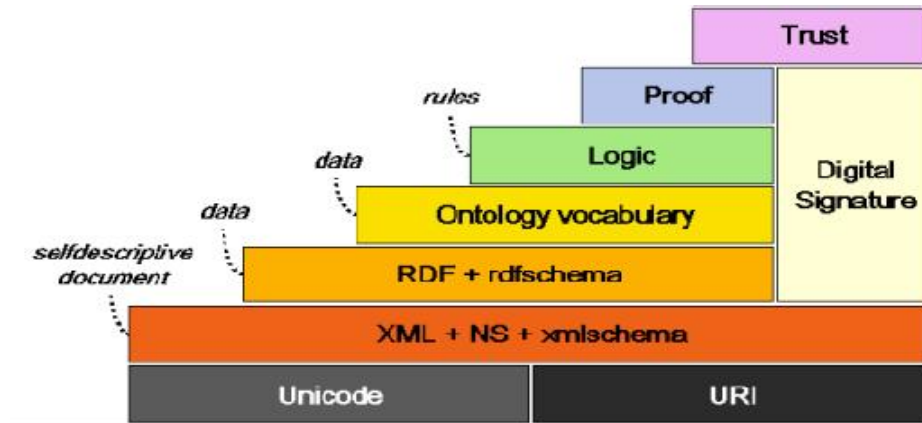 Trust
Proof
rules
Logic
Digital
Signature
data
Ontology vocabulary
data
RDF + rdfschema
selfdescriptive
document
XML + NS + xmlschema
Unicode
URI